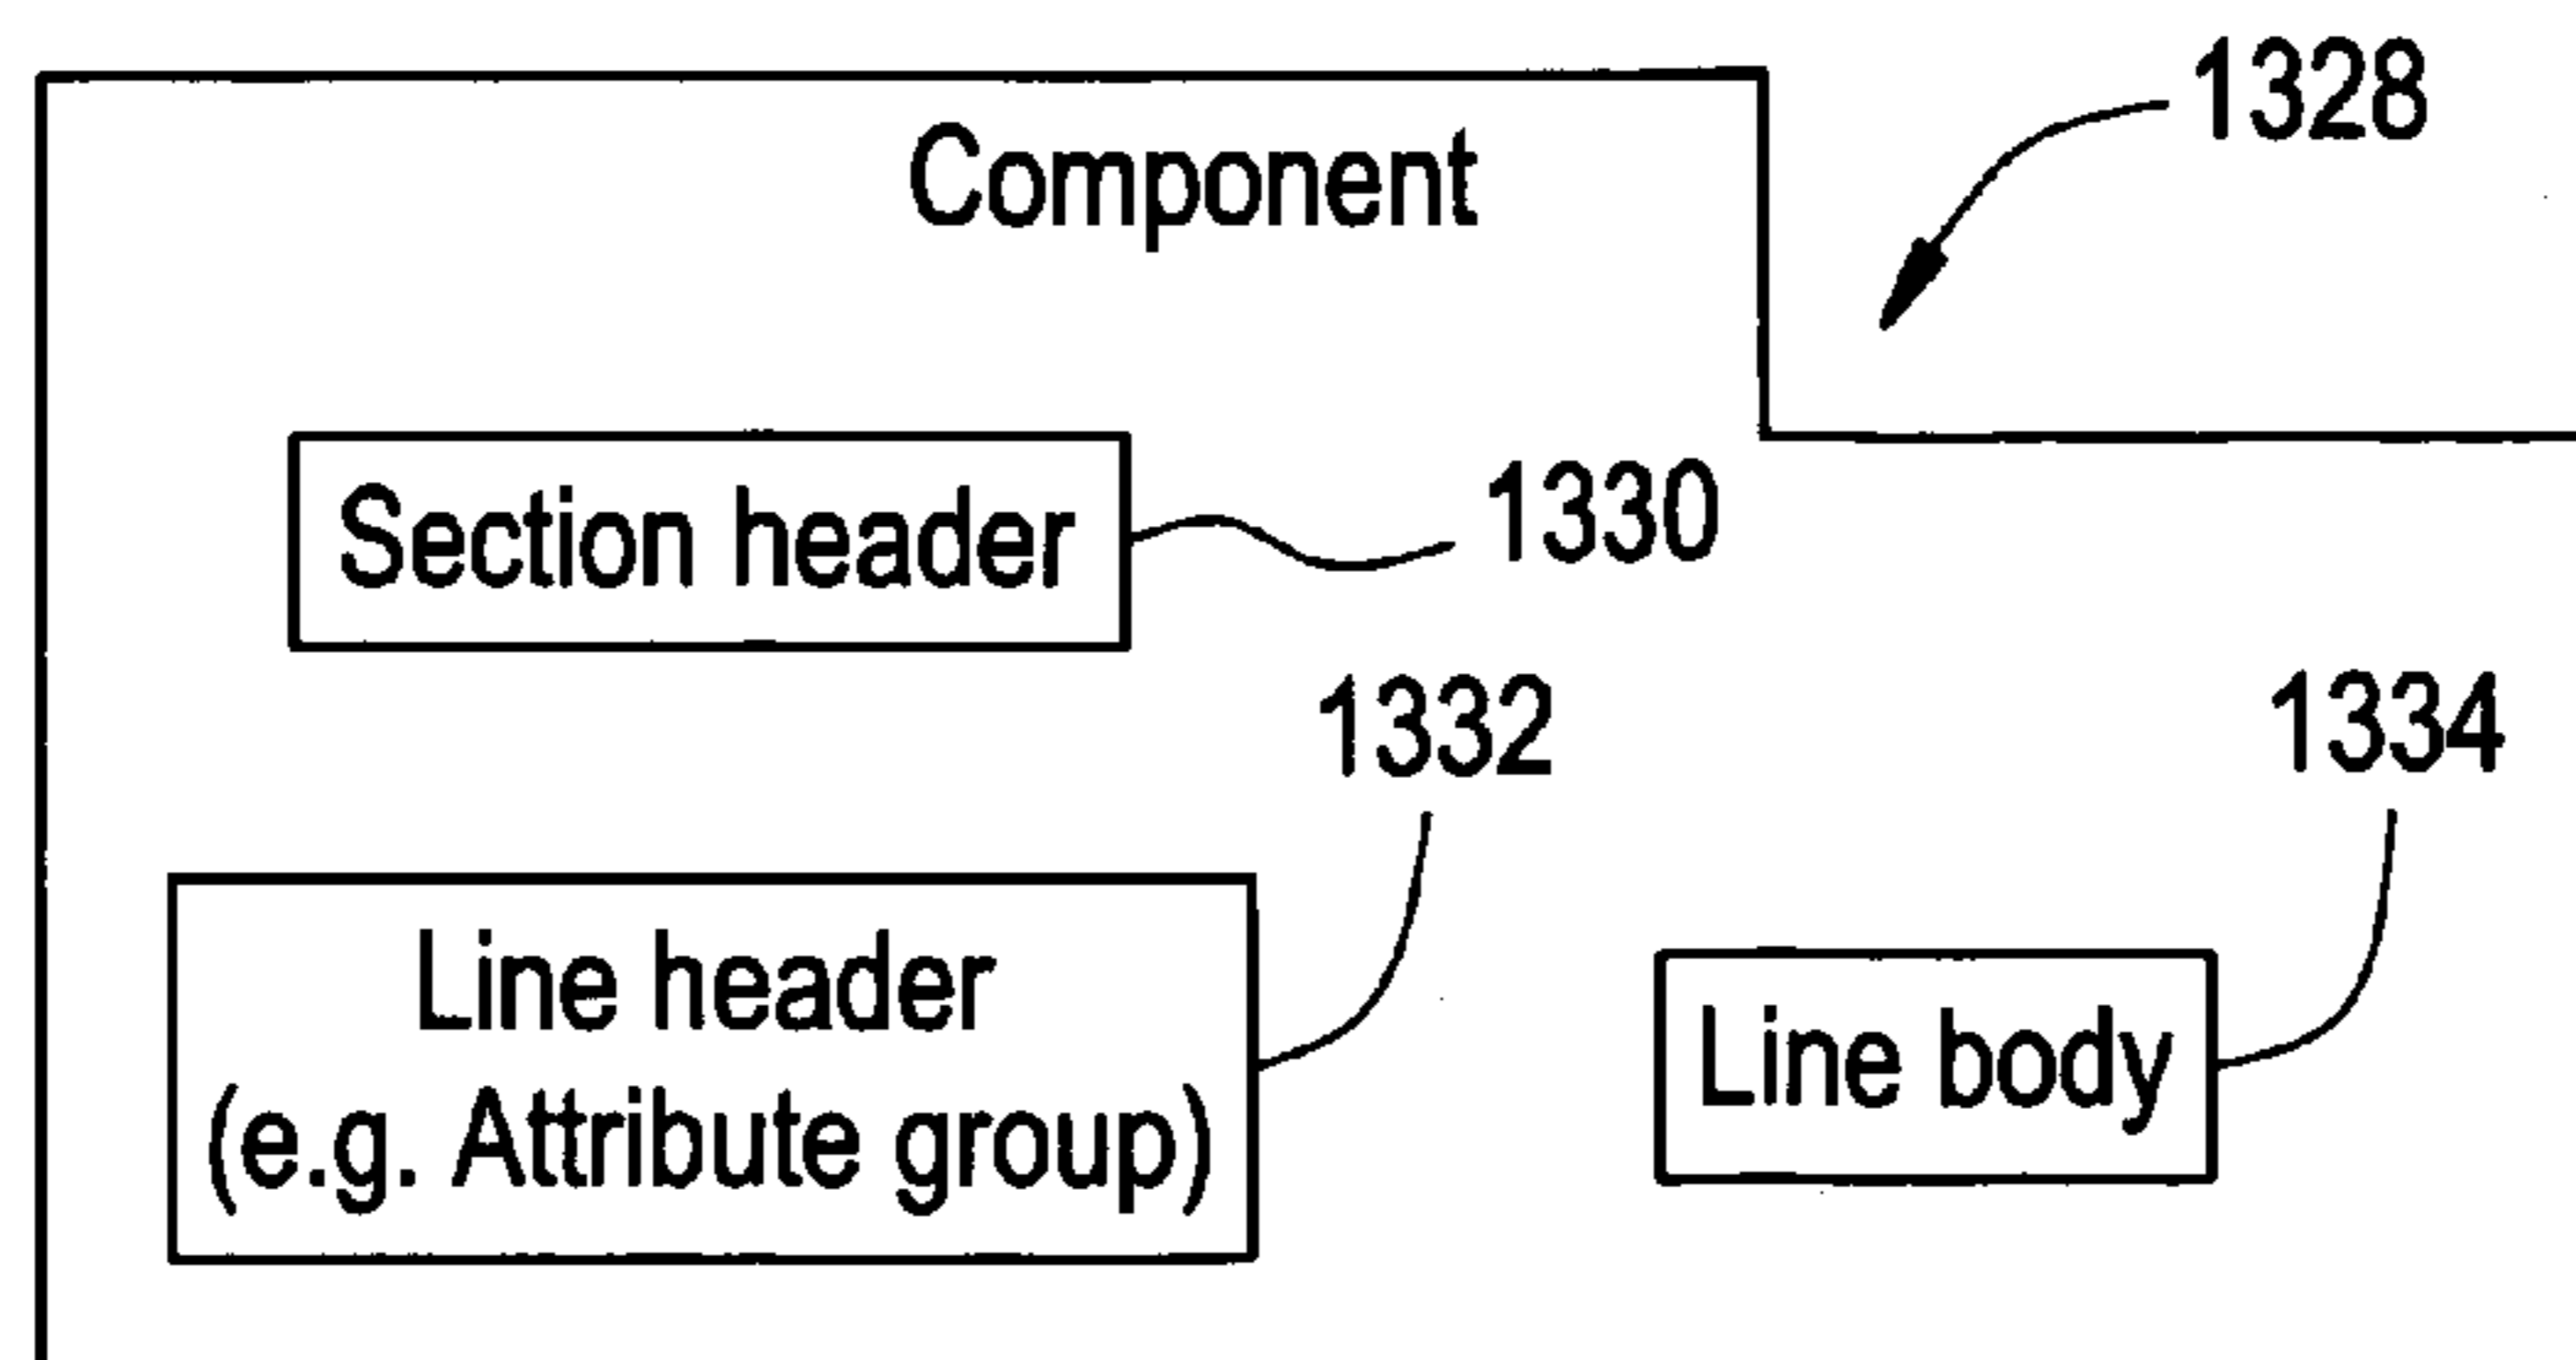 1328
Component
Section header
1330
1332
1334
Line header
(e.g. Attribute group)
Line body